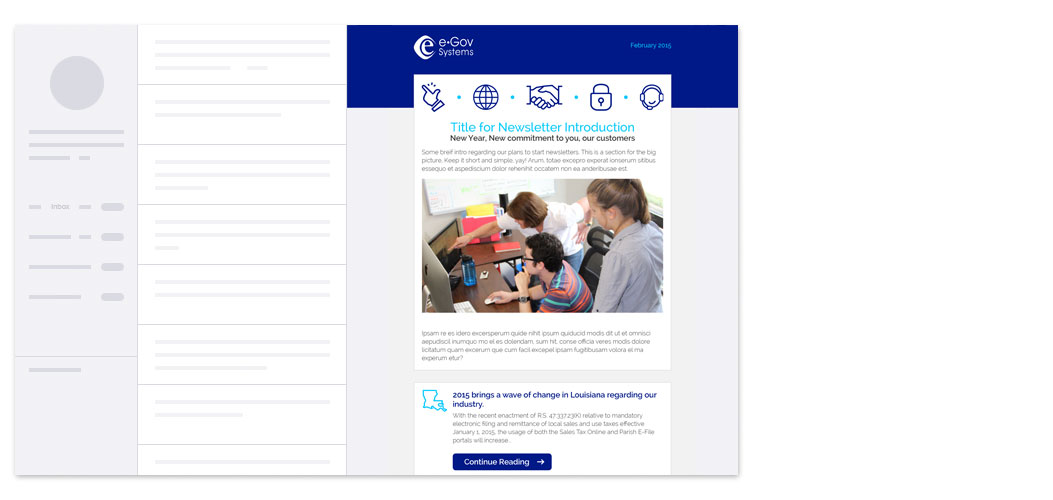 e•Gov
Systems
February 2015
Title for Newsletter Introduction
New Year, New commitment to you, our customers
Some breif intro regarding our plans to start newsletters. This is a section for the big
picture. Keep it short and simple, yay! Arum, totae excepro experat ionserum sitibus
essequo et aspediscium dolor rehenihit occatem non ea anderibusae est.
Inbox
Ipsam re es idero excersperum quide nihit ipsum quiducid modis dit ut et omnisci
aepudiscil inumquo mo el es dolendam, sum hit, conse officia veres modis dolore
licitatum quam excerum que cum facil excepel ipsam fugitibusam volora ei ma
experum etur?
2015 brings a wave of change in Louisiana regarding our
industry.
With the recent enactment of R.S. 47:337.23(K) relative to mandatory
electronic filing and remittance of local sales and use taxes effective
January 1, 2015, the usage of both the Sales Tax Online and Parish E-File
portals will increase...
Continue Reading